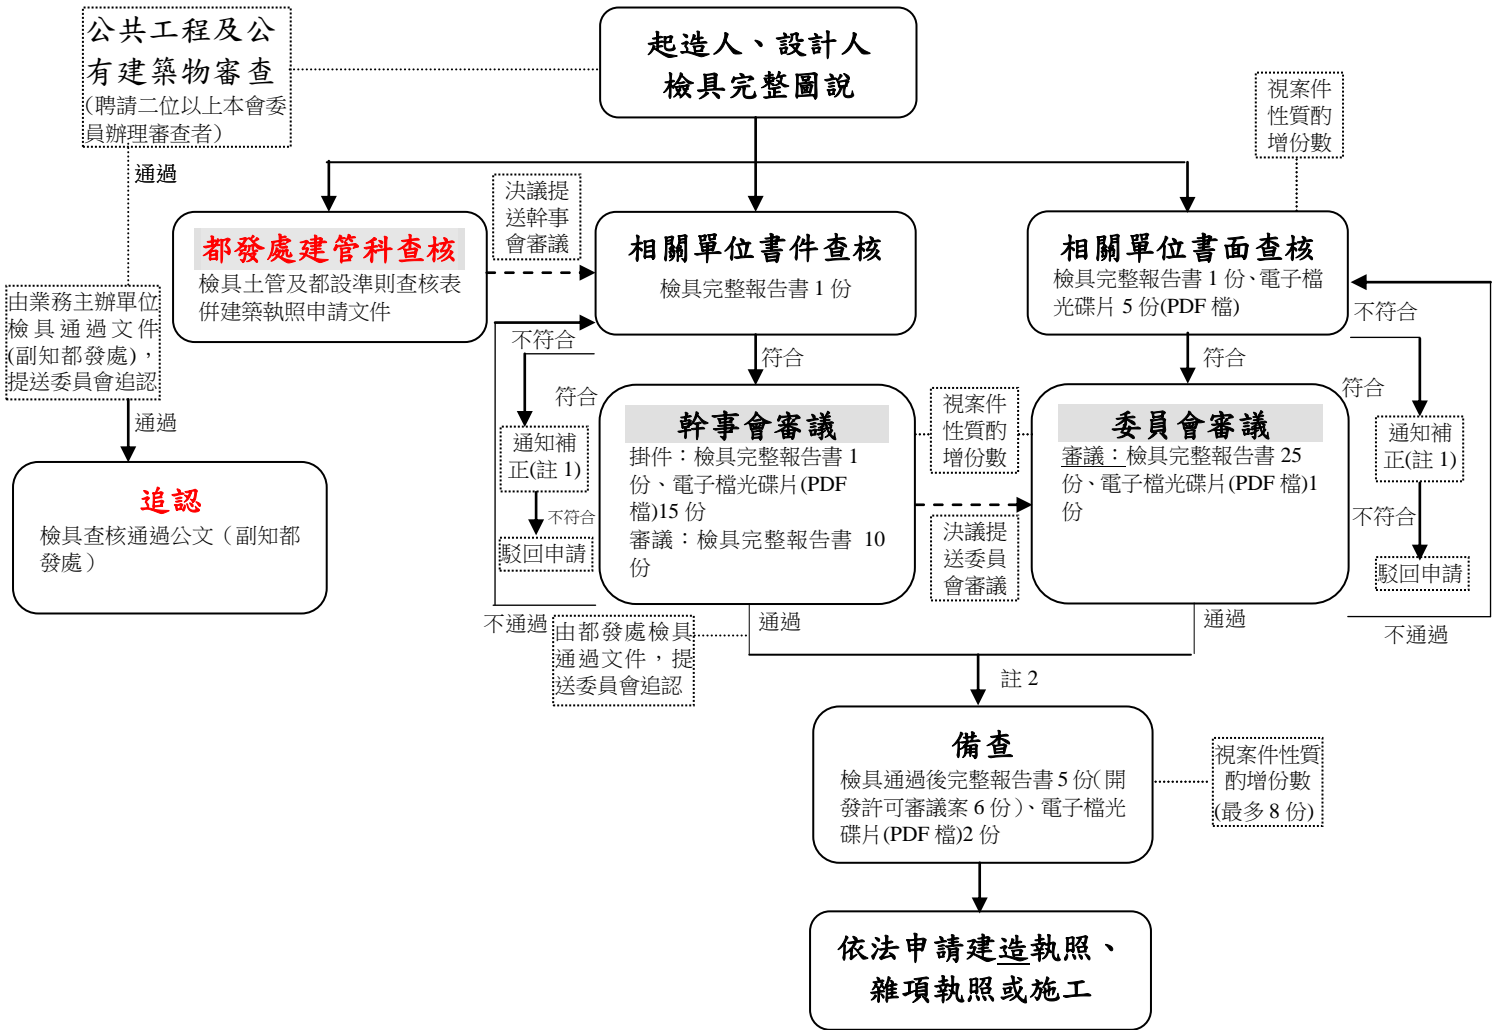 公共工程及公
有建築物審查
(聘請二位以上本會委
員辦理審查者)
通過
由業務主辦單位
檢具通過文件
(副知都發處)，
提送委員會追認
通過
追認
檢具查核通過公文（副知都
發處）
起造人、設計人
檢具完整圖說
都發處建管科查核
檢具土管及都設準則查核表
併建築執照申請文件
決議提
送幹事
會審議
相關單位書件查核
檢具完整報告書 1 份
不符合
符合
符合
通知補
正(註 1)
不符合
駁回申請
不通過
幹事會審議
掛件：檢具完整報告書 1
份、電子檔光碟片(PDF
檔)15 份
審議：檢具完整報告書 10
份
視案件
性質酌
增份數
決議提
送委員
會審議
由都發處檢具
通過文件，提
送委員會追認
通過
視案件
性質酌
增份數
相關單位書面查核
檢具完整報告書 1 份、電子檔
光碟片 5 份(PDF 檔)
不符合
符合
符合
委員會審議
審議：檢具完整報告書 25
份、電子檔光碟片(PDF 檔)1
份
通知補
正(註 1)
不符合
駁回申請
通過
不通過
註 2
備查
檢具通過後完整報告書 5 份(開
發許可審議案 6 份)、電子檔光
碟片(PDF 檔)2 份
視案件性質
酌增份數
(最多 8 份)
依法申請建造執照、
雜項執照或施工